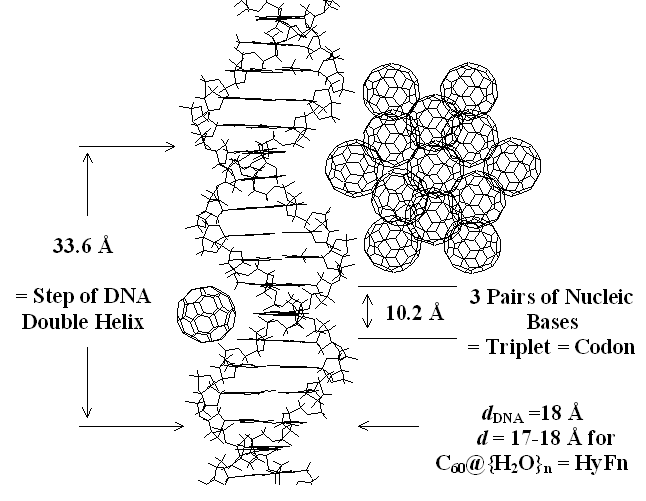 33.6 Å
= Step of DNA
Double Helix
10.2 Å
3 Pairs of Nucleic
Bases
= Triplet = Codon
dDNA =18 Å
d = 17-18 Å for
C60@{H2O}n = HyFn